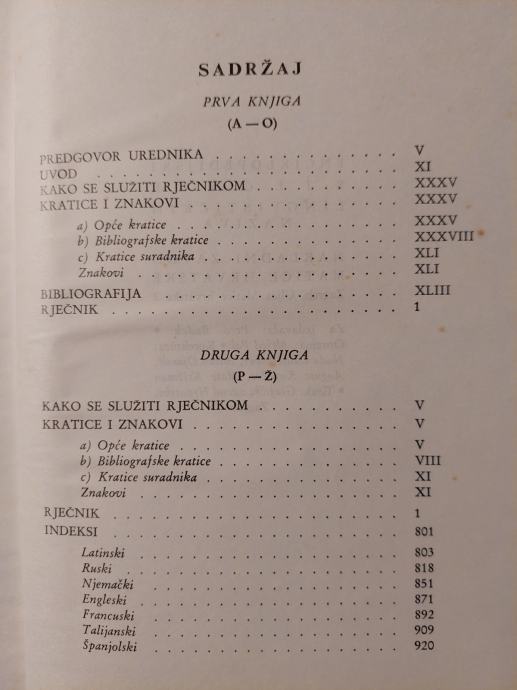 SADRŽAJ
PRVA KNJIGA
(A — O)
PREDGOVOR UREDNIKA . . . . . . . . . . . . . . V
UVOD . . . . . . . . . . . . . . . . . . . . XI
KAKO SE SLUŽITI RJEČNIKOM . . . . . . . . . . . XXXV
KRATICE I ZNAKOVI . . . . . . . . . . . . . . . XXXV
a) Opće kratice . . . . . . . . . . . . . . . XXXV
b) Bibliografske kratice . . . . . . . . . . . . XXXVIII
c) Kratice suradnika . . . . . . . . . . . . . XLI
Znakovi . . . . . . . . . . . . . . . . . . XLI
BIBLIOGRAFIJA . . . . . . . . . . . . . . . . . XLIII
RJEČNIK . . . . . . . . . . . . . . . . . . . 1
DRUGA KNJIGA
(P — Ž)
KAKO SE SLUŽITI RJEČNIKOM . . . . . . . . . . . V
KRATICE I ZNAKOVI . . . . . . . . . . . . . . . V
a) Opće kratice . . . . . . . . . . . . . . . V
b) Bibliografske kratice . . . . . . . . . . . . VIII
c) Kratice suradnika . . . . . . . . . . . . . XI
Znakovi . . . . . . . . . . . . . . . . . . XI
RJEČNIK . . . . . . . . . . . . . . . . . . . 1
INDEKSI . . . . . . . . . . . . . . . . . . . 801
Latinski . . . . . . . . . . . . . . . . . . 803
Ruski . . . . . . . . . . . . . . . . . . . 818
Njemački . . . . . . . . . . . . . . . . . . 851
Engleski . . . . . . . . . . . . . . . . . . 871
Francuski . . . . . . . . . . . . . . . . . 892
Talijanski . . . . . . . . . . . . . . . . . 909
Španjolski . . . . . . . . . . . . . . . . . 920